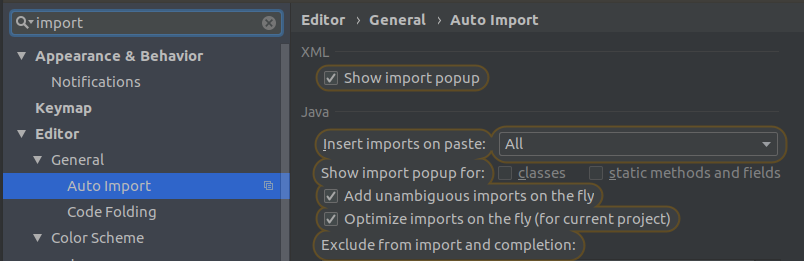 import
Appearance & Behavior
Notifications
Keymap
Editor
General
Auto Import
Code Folding
Color Scheme
Editor › General › Auto Import
XML
Show import popup
Java
Insert imports on paste: All
Show import popup for: classes static methods and fields
Add unambiguous imports on the fly
Optimize imports on the fly (for current project)
Exclude from import and completion: